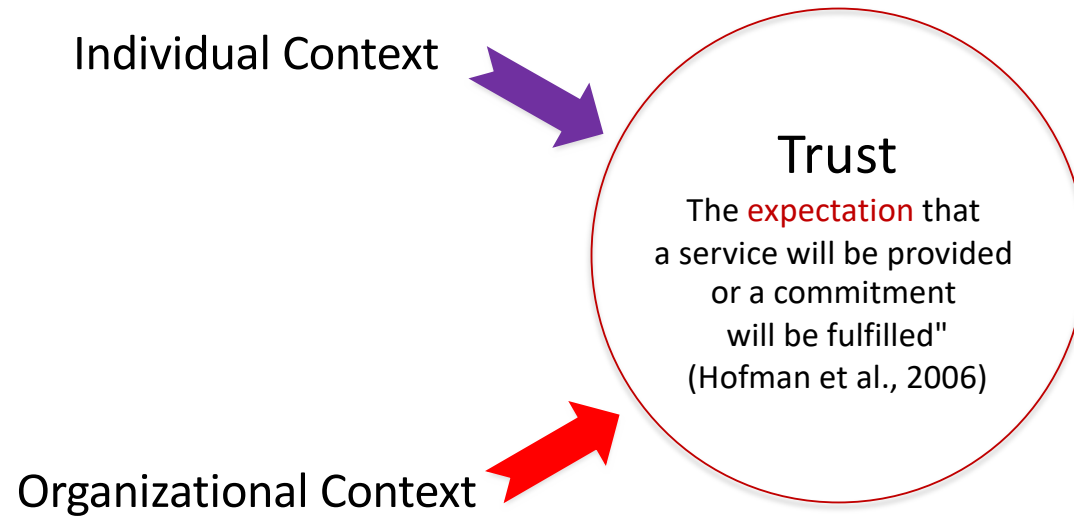 Individual Context
Trust
The expectation that
a service will be provided
or a commitment
will be fulfilled"
(Hofman et al., 2006)
Organizational Context